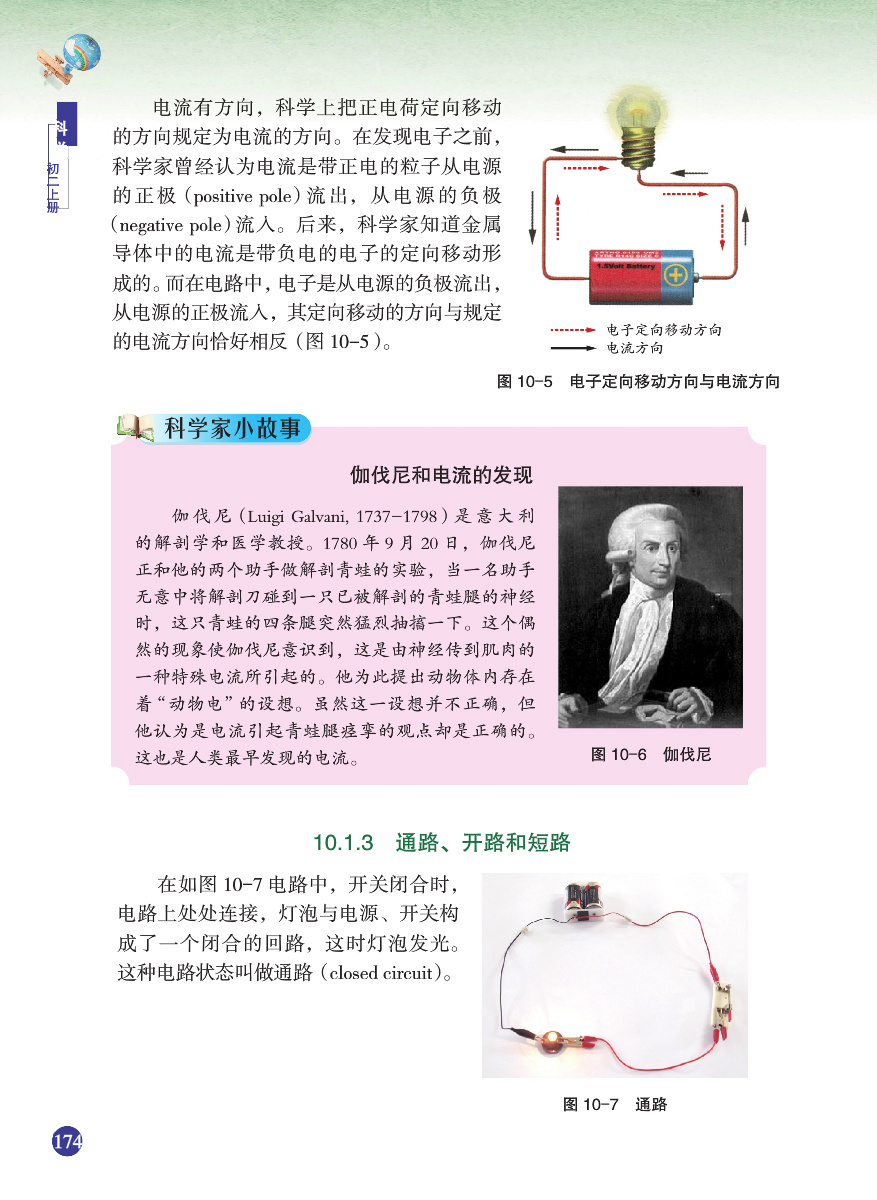 科
初二上册
电流有方向，科学上把正电荷定向移动
的方向规定为电流的方向。在发现电子之前，
科学家曾经认为电流是带正电的粒子从电源
的正极（positive pole）流出，从电源的负极
（negative pole）流入。后来，科学家知道金属
导体中的电流是带负电的电子的定向移动形
成的。而在电路中，电子是从电源的负极流出，
从电源的正极流入，其定向移动的方向与规定
的电流方向恰好相反（图 10-5）。
1.5Volt Battery
电子定向移动方向
电流方向
图 10-5 电子定向移动方向与电流方向
科学家小故事
伽伐尼和电流的发现
伽伐尼（Luigi Galvani, 1737-1798）是意大利
的解剖学和医学教授。1780 年 9 月 20 日，伽伐尼
正和他的两个助手做解剖青蛙的实验，当一名助手
无意中将解剖刀碰到一只已被解剖的青蛙腿的神经
时，这只青蛙的四条腿突然猛烈抽搐一下。这个偶
然的现象使伽伐尼意识到，这是由神经传到肌肉的
一种特殊电流所引起的。他为此提出动物体内存在
着“动物电”的设想。虽然这一设想并不正确，但
他认为是电流引起青蛙腿痉挛的观点却是正确的。
这也是人类最早发现的电流。
图 10-6 伽伐尼
10.1.3 通路、开路和短路
在如图 10-7 电路中，开关闭合时，
电路上处处连接，灯泡与电源、开关构
成了一个闭合的回路，这时灯泡发光。
这种电路状态叫做通路（closed circuit）。
图 10-7 通路
174